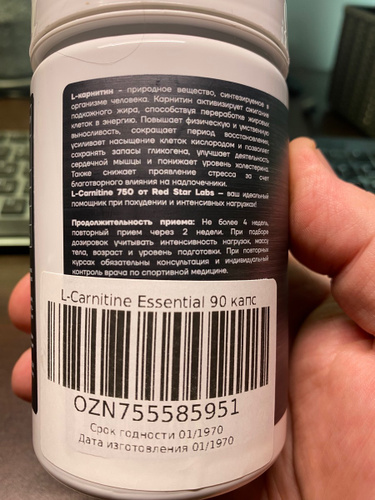 L-карнитин – природное вещество, синтезируемое в
организме человека. Карнитин активизирует сжигание
подкожного жира, способствуя переработке жировых
клеток в энергию. Повышает физическую и умственную
выносливость, сокращает период восстановления,
усиливает насыщение клеток кислородом и позволяет
сохранять запасы гликогена, улучшает деятельность
сердечной мышцы и понижает уровень холестерина.
Также снижает проявление стресса за счет
благотворного влияния на надпочечники.
L-Carnitine 750 от Red Star Labs – ваш идеальный
помощник при похудении и интенсивных нагрузках!
Продолжительность приема: Не более 4 недель,
повторный прием через 2 недели. При подборе
дозировок учитывать интенсивность нагрузок, массу
тела, возраст и уровень подготовки. При повторных
курсах обязательны консультация и индивидуальный
контроль врача по спортивной медицине.
L-Carnitine Essential 90 капс
OZN755585951
Срок годности 01/1970
Дата изготовления 01/1970